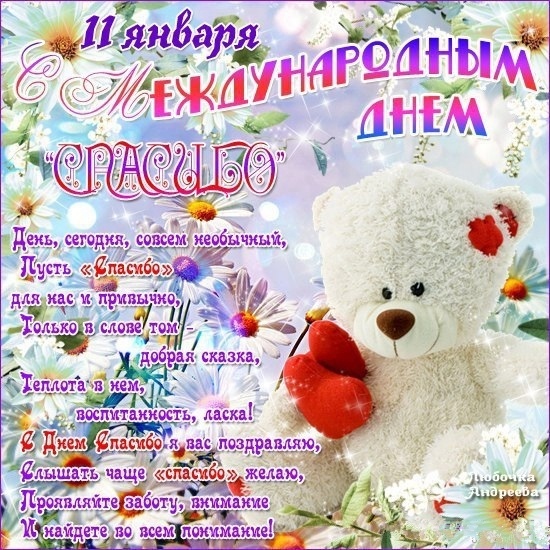 11 января
С Международным
днем
"Спасибо"
День, сегодня, совсем необычный,
Пусть «Спасибо»
для нас и привычно,
Только в слове том -
добрая сказка,
Теплота в нем,
воспитанность, ласка!
С Днем Спасибо я вас поздравляю,
Слышать чаще «спасибо» желаю,
Проявляйте заботу, внимание
И найдете во всем понимание!
Любочка
Андреева